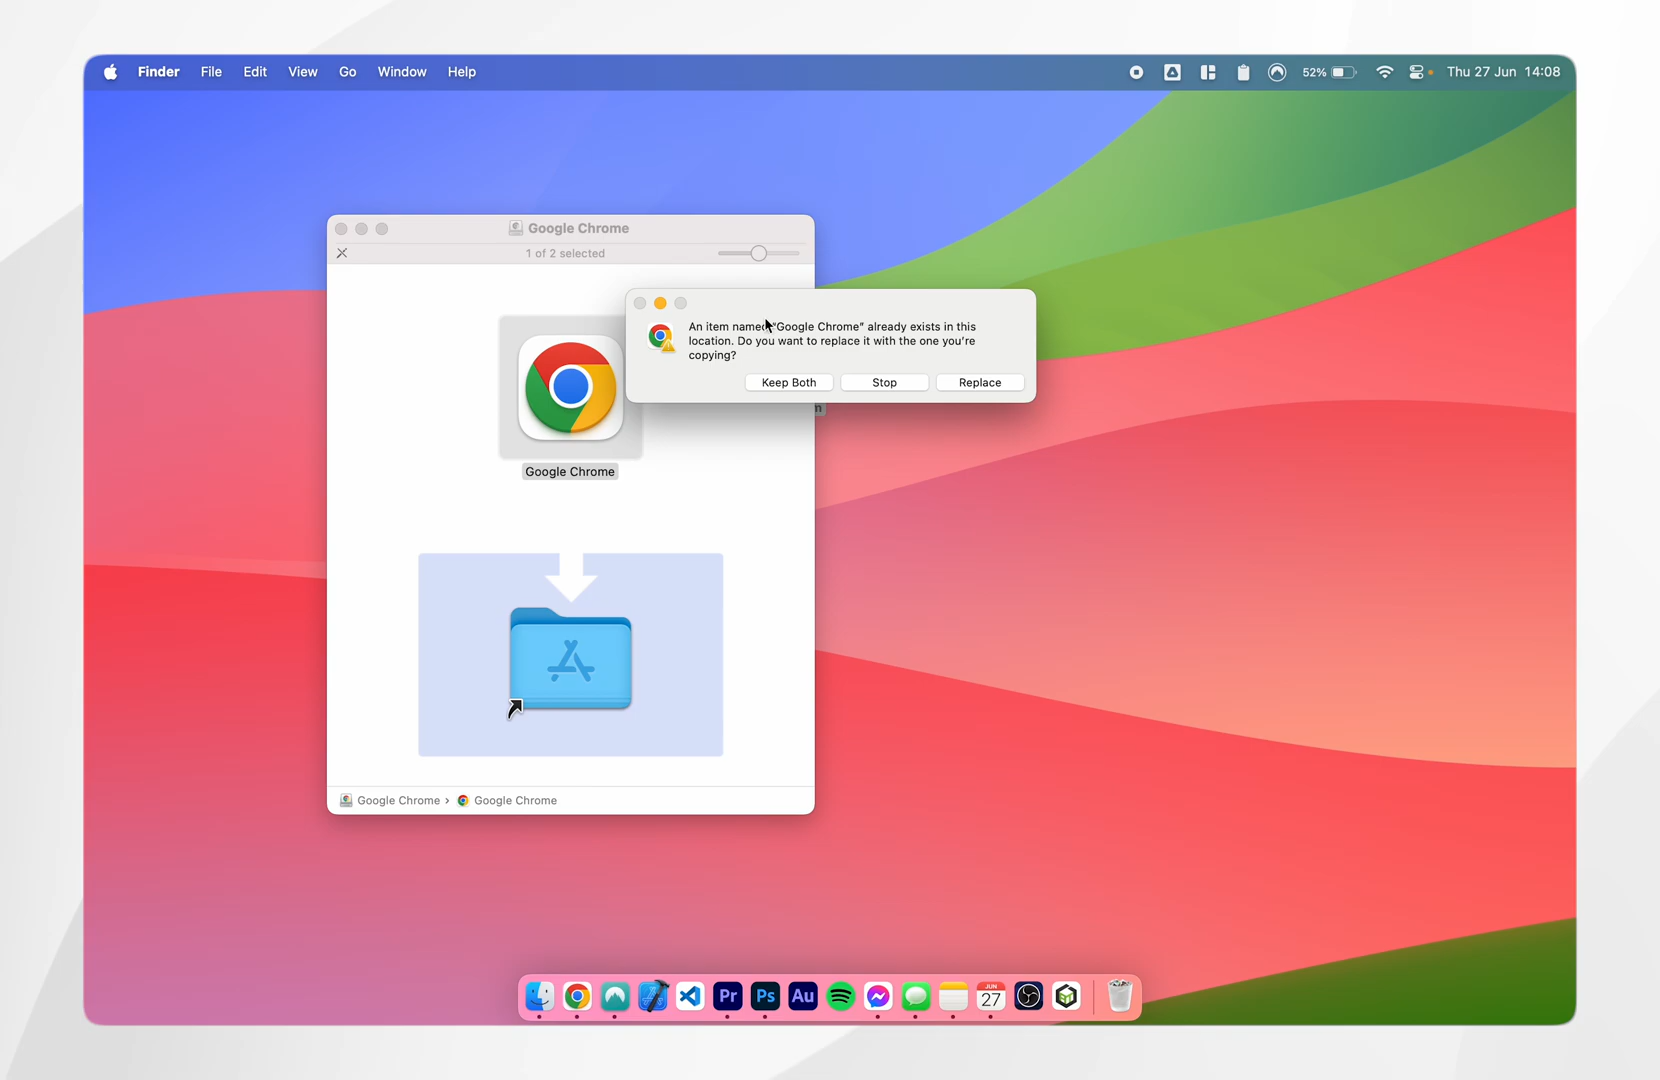 Finder File Edit View Go Window Help 52% Thu 27 Jun 14:08
Google Chrome
1 of 2 selected
An item named "Google Chrome" already exists in this
location. Do you want to replace it with the one you're
copying?
Keep Both Stop Replace
m
Google Chrome
Google Chrome › Google Chrome
Pr Ps Au JUN 27